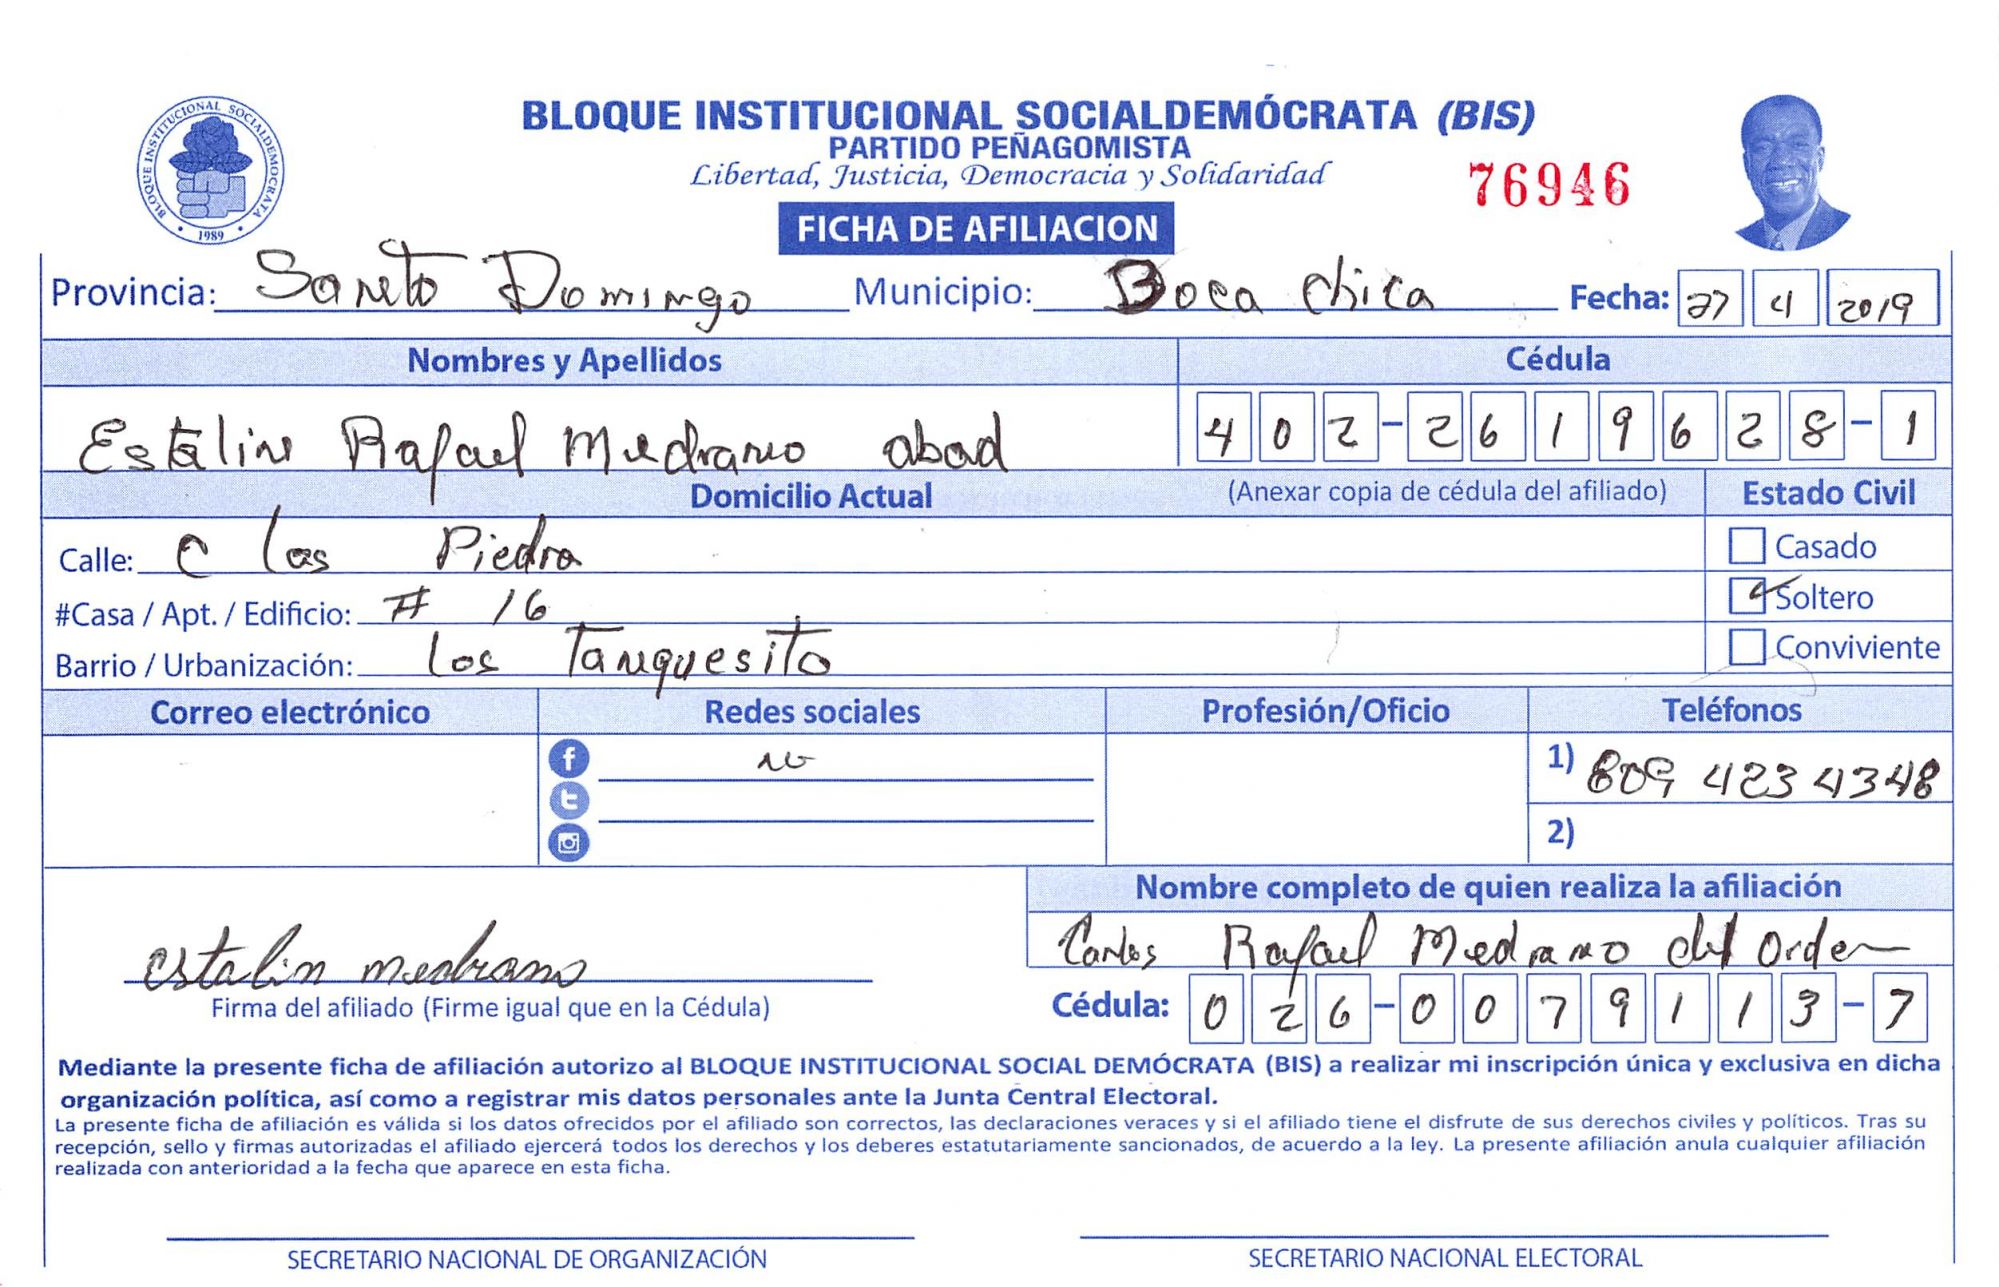 BLOQUE INSTITUCIONAL SOCIALDEMOCRATA
1989
BLOQUE INSTITUCIONAL SOCIALDEMÓCRATA (BIS)
PARTIDO PEÑAGOMISTA
Libertad, Justicia, Democracia y Solidaridad
76946
FICHA DE AFILIACION
Provincia: Santo Domingo Municipio: Boca Chica Fecha: 27 4 2019
Nombres y Apellidos Cédula
Estalin Rafael Medrano abad 402-2619628-1
Domicilio Actual (Anexar copia de cédula del afiliado) Estado Civil
Calle: C las Piedra Casado
#Casa / Apt. / Edificio: # 16 Soltero
Barrio / Urbanización: los Tanquesito Conviviente
Correo electrónico Redes sociales Profesión/Oficio Teléfonos
no 1) 809 423 4348
2)
Nombre completo de quien realiza la afiliación
Carlos Rafael Medrano del Orden
estalin medrano
Firma del afiliado (Firme igual que en la Cédula) Cédula: 026-0079113-7
Mediante la presente ficha de afiliación autorizo al BLOQUE INSTITUCIONAL SOCIAL DEMÓCRATA (BIS) a realizar mi inscripción única y exclusiva en dicha
organización política, así como a registrar mis datos personales ante la Junta Central Electoral.
La presente ficha de afiliación es válida si los datos ofrecidos por el afiliado son correctos, las declaraciones veraces y si el afiliado tiene el disfrute de sus derechos civiles y políticos. Tras su
recepción, sello y firmas autorizadas el afiliado ejercerá todos los derechos y los deberes estatutariamente sancionados, de acuerdo a la ley. La presente afiliación anula cualquier afiliación
realizada con anterioridad a la fecha que aparece en esta ficha.
SECRETARIO NACIONAL DE ORGANIZACIÓN SECRETARIO NACIONAL ELECTORAL